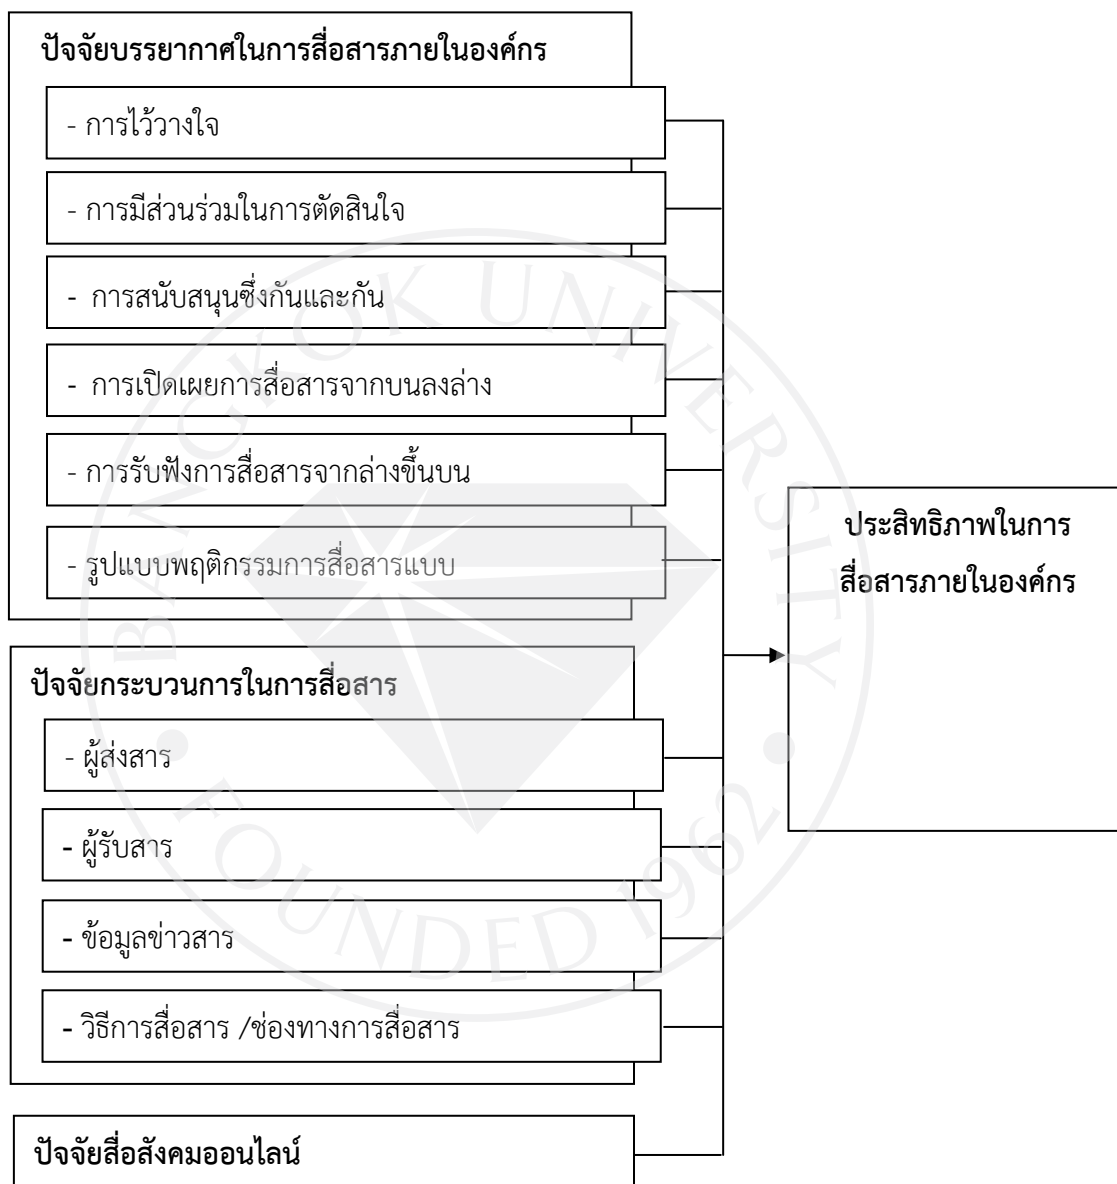 ปัจจัยบรรยากาศในการสื่อสารภายในองค์กร
- การไว้วางใจ
- การมีส่วนร่วมในการตัดสินใจ
- การสนับสนุนซึ่งกันและกัน
- การเปิดเผยการสื่อสารจากบนลงล่าง
- การรับฟังการสื่อสารจากล่างขึ้นบน
- รูปแบบพฤติกรรมการสื่อสารแบบ
ประสิทธิภาพในการ
สื่อสารภายในองค์กร
ปัจจัยกระบวนการในการสื่อสาร
- ผู้ส่งสาร
- ผู้รับสาร
- ข้อมูลข่าวสาร
- วิธีการสื่อสาร /ช่องทางการสื่อสาร
ปัจจัยสื่อสังคมออนไลน์
BANGKOK UNIVERSITY
FOUNDED 1962